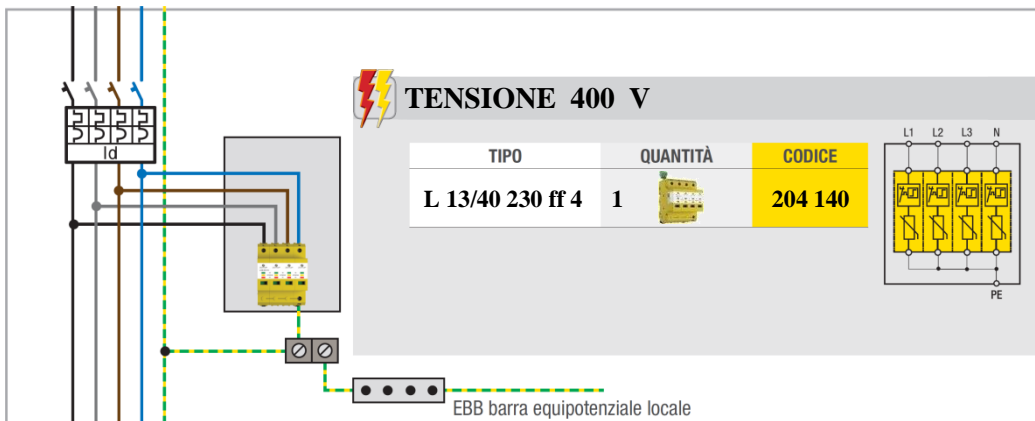 TENSIONE 400 V
TIPO QUANTITÀ CODICE
L 13/40 230 ff 4 1 204 140
L1 L2 L3 N
PE
Id
EBB barra equipotenziale locale